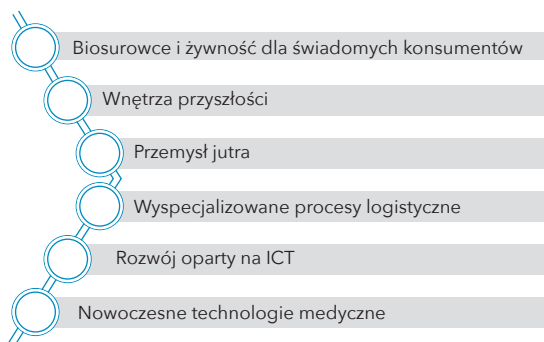 Biosurowce i żywność dla świadomych konsumentów
Wnętrza przyszłości
Przemysł jutra
Wyspecjalizowane procesy logistyczne
Rozwój oparty na ICT
Nowoczesne technologie medyczne